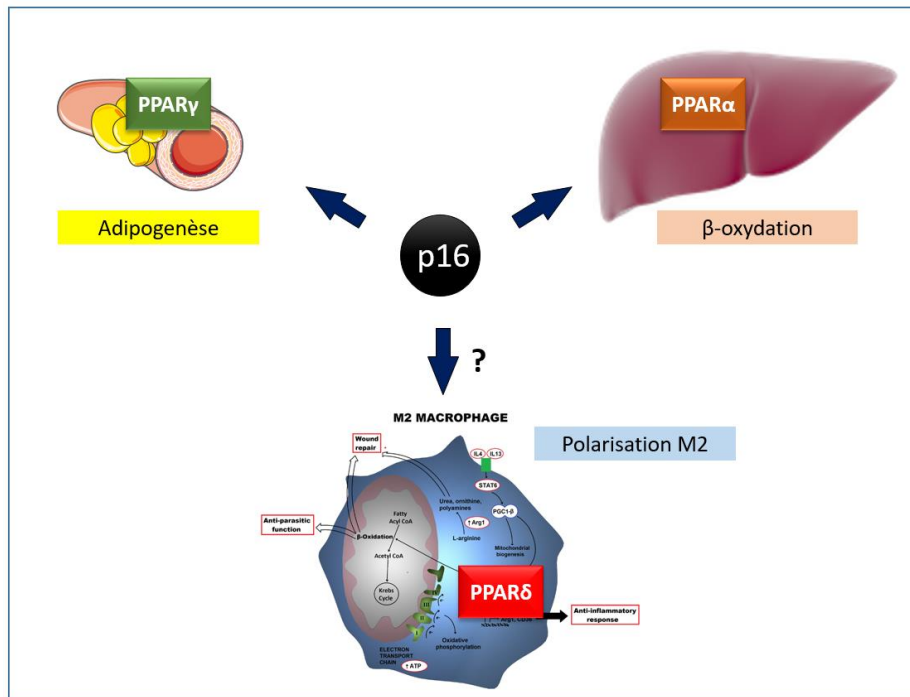 PPARγ
PPARα
Adipogenèse
β-oxydation
p16
?
M2 MACROPHAGE
Polarisation M2
Wound
repair
IL4
IL13
STAT6
Urea, ornithine,
polyamines
PGC1-β
Anti-parasitic
function
Fatty
Acyl CoA
↑ Arg1
β-Oxidation
L-arginine
Mitochondrial
biogenesis
Acetyl CoA
Krebs
Cycle
PPARδ
III
II
I
Anti-inflammatory
response
Oxidative
phosphorylation
ELECTRON
TRANSPORT
CHAIN
↑ ATP